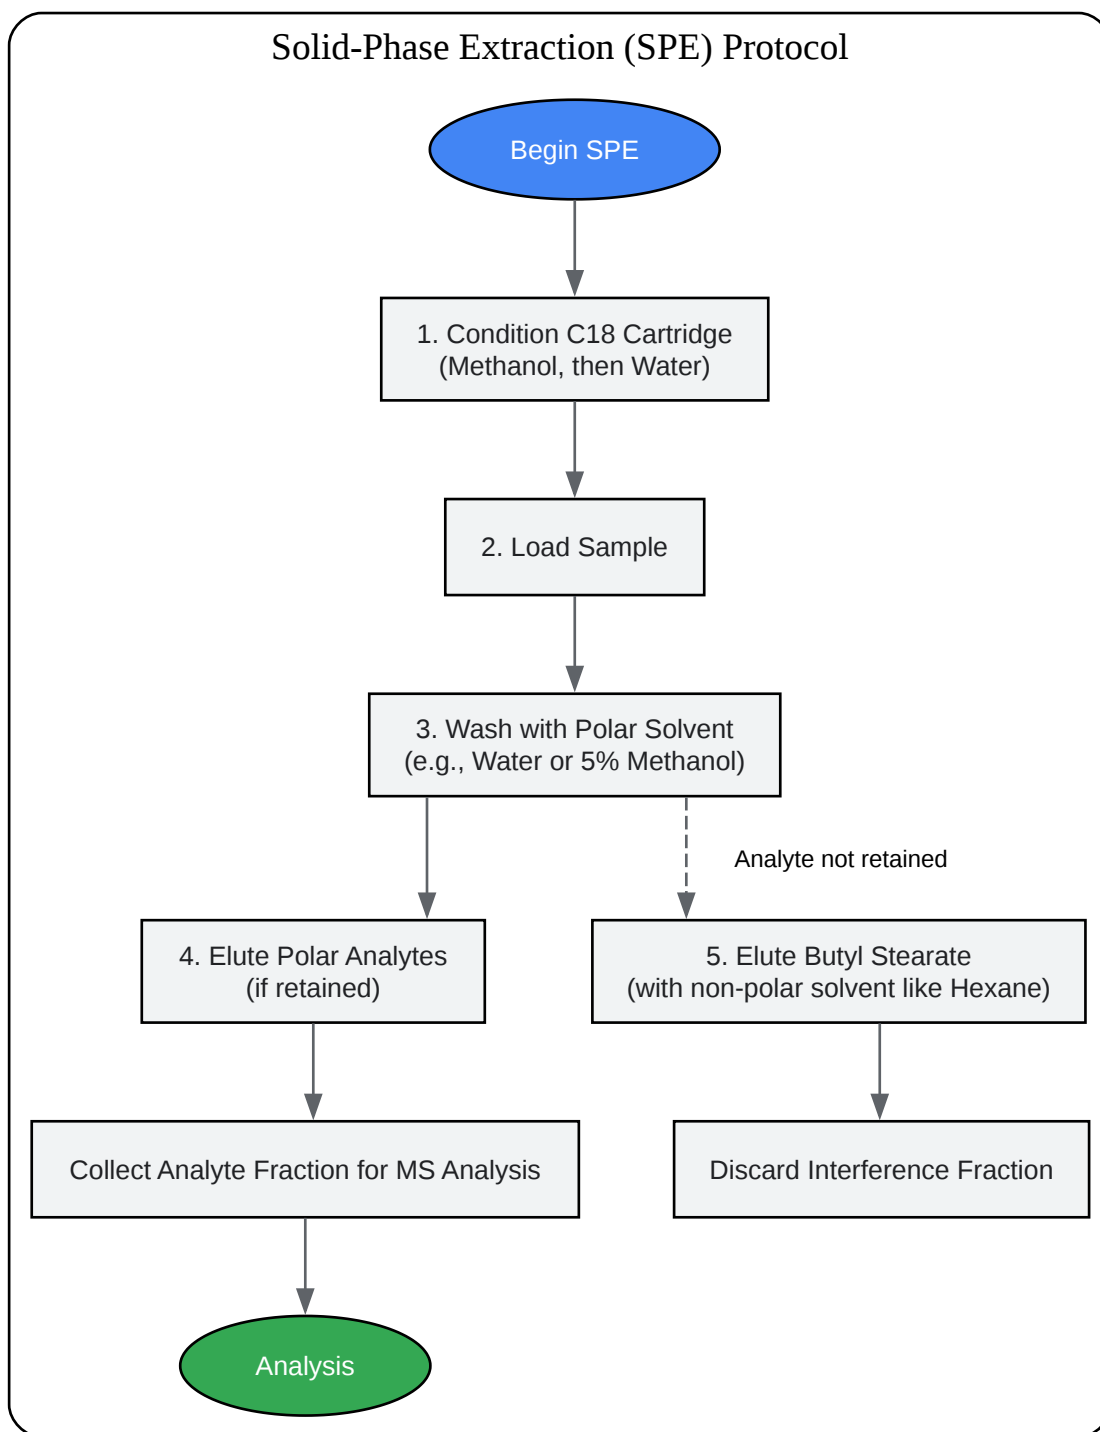 Solid-Phase Extraction (SPE) Protocol
Begin SPE
1. Condition C18 Cartridge
(Methanol, then Water)
2. Load Sample
3. Wash with Polar Solvent
(e.g., Water or 5% Methanol)
Analyte not retained
4. Elute Polar Analytes
(if retained)
5. Elute Butyl Stearate
(with non-polar solvent like Hexane)
Collect Analyte Fraction for MS Analysis
Discard Interference Fraction
Analysis